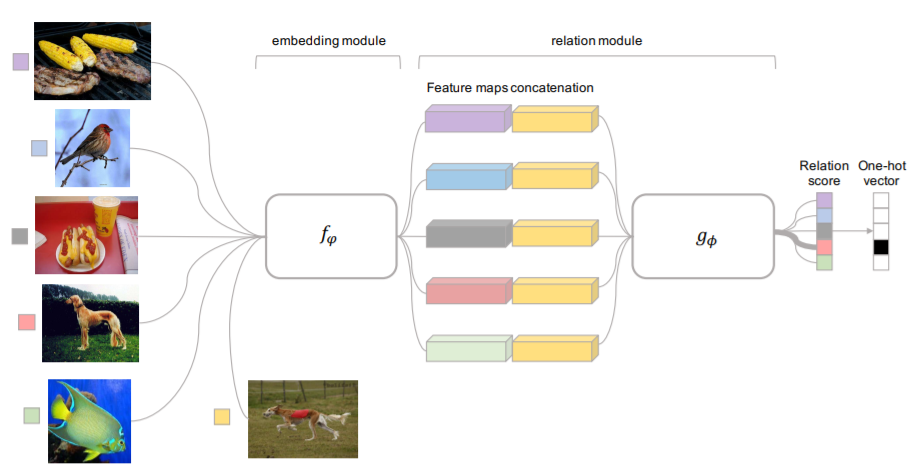 embedding module
relation module
Feature maps concatenation
Relation
score
One-hot
vector
fφ
gϕ